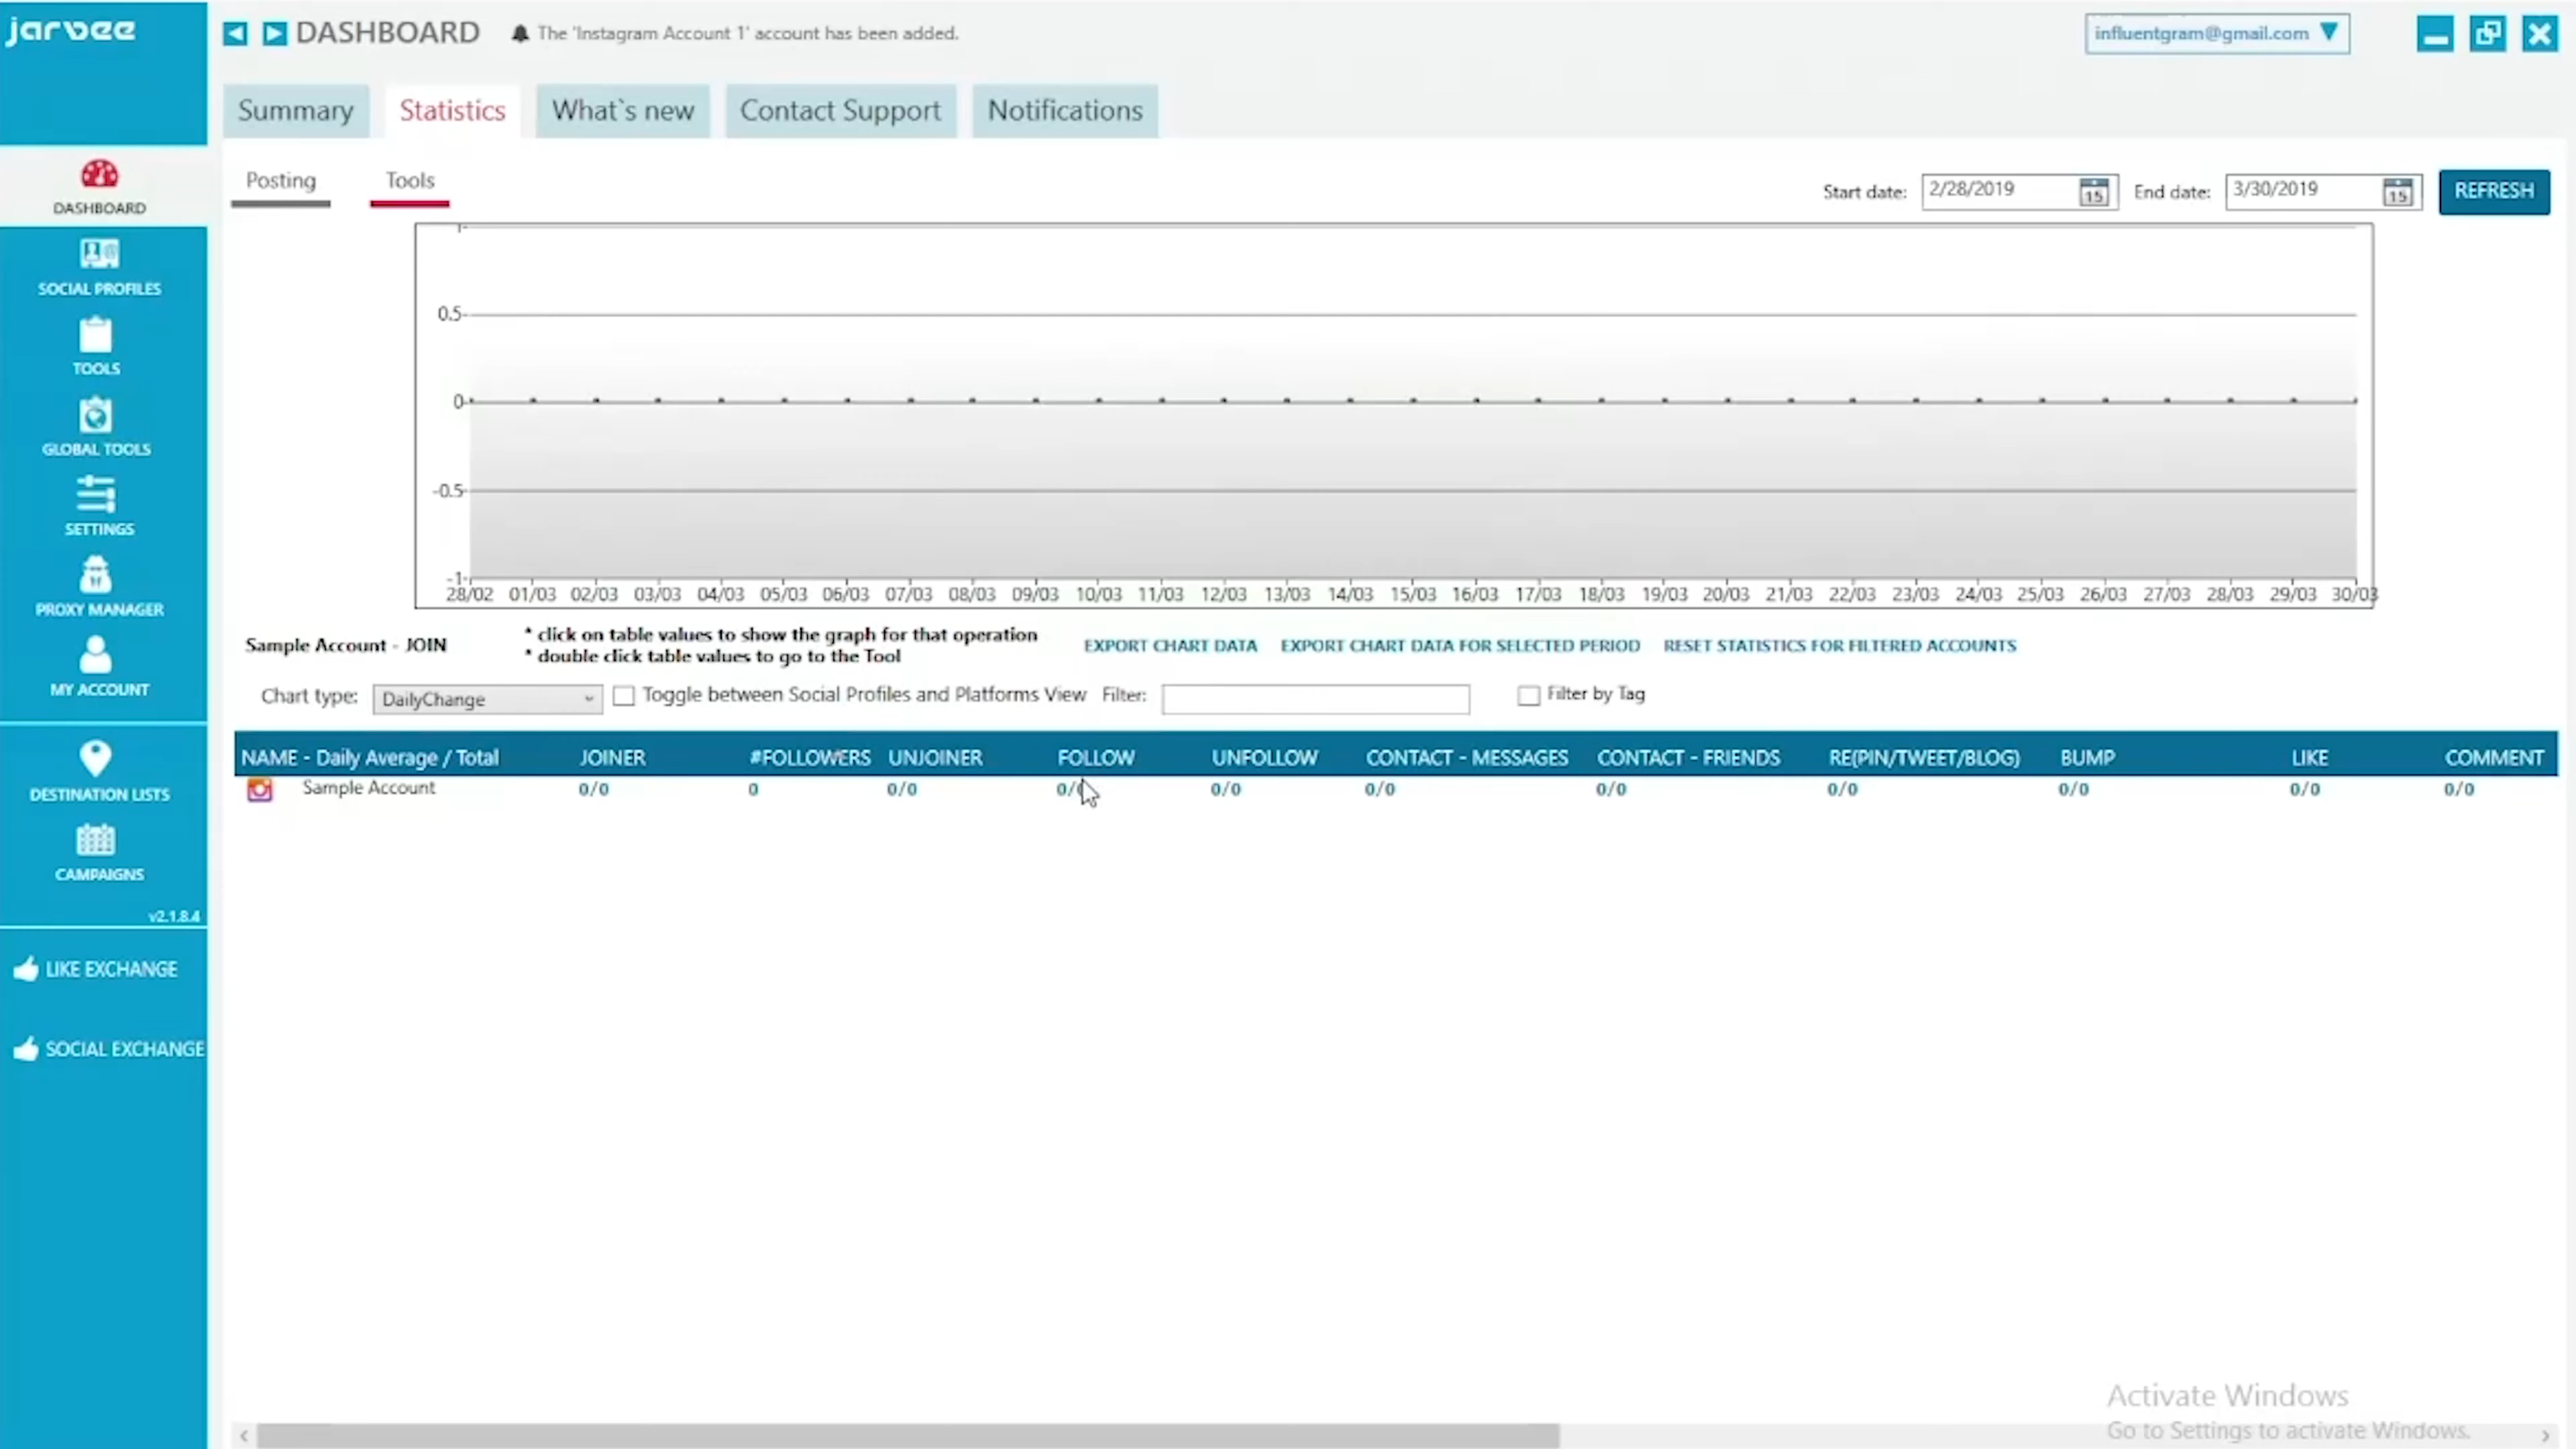 jarvee
DASHBOARD
The 'Instagram Account 1' account has been added.
influentgram@gmail.com
Summary
Statistics
What`s new
Contact Support
Notifications
Posting
Tools
Start date:
2/28/2019
15
End date:
3/30/2019
15
REFRESH
DASHBOARD
SOCIAL PROFILES
TOOLS
GLOBAL TOOLS
SETTINGS
PROXY MANAGER
MY ACCOUNT
DESTINATION LISTS
CAMPAIGNS
v2.1.8.4
LIKE EXCHANGE
SOCIAL EXCHANGE
1
0.5
0
-0.5
-1
28/02 01/03 02/03 03/03 04/03 05/03 06/03 07/03 08/03 09/03 10/03 11/03 12/03 13/03 14/03 15/03 16/03 17/03 18/03 19/03 20/03 21/03 22/03 23/03 24/03 25/03 26/03 27/03 28/03 29/03 30/03
Sample Account - JOIN
* click on table values to show the graph for that operation
* double click table values to go to the Tool
EXPORT CHART DATA
EXPORT CHART DATA FOR SELECTED PERIOD
RESET STATISTICS FOR FILTERED ACCOUNTS
Chart type:
DailyChange
Toggle between Social Profiles and Platforms View
Filter:
Filter by Tag
NAME - Daily Average / Total JOINER #FOLLOWERS UNJOINER FOLLOW UNFOLLOW CONTACT - MESSAGES CONTACT - FRIENDS RE(PIN/TWEET/BLOG) BUMP LIKE COMMENT
Sample Account 0/0 0 0/0 0/0 0/0 0/0 0/0 0/0 0/0 0/0 0/0
Activate Windows
Go to Settings to activate Windows.